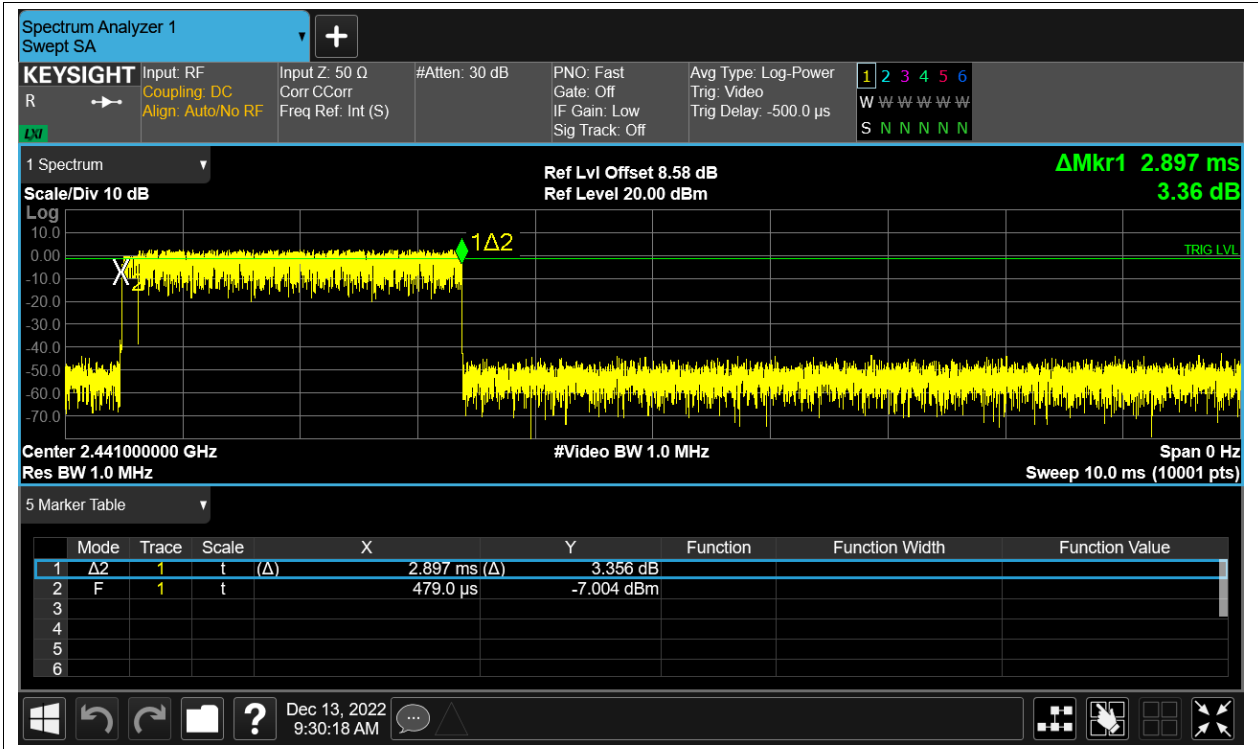 Spectrum Analyzer 1
Swept SA
KEYSIGHT
R
LXI
Input: RF
Coupling: DC
Align: Auto/No RF
Input Z: 50 Ω
Corr CCorr
Freq Ref: Int (S)
#Atten: 30 dB
PNO: Fast
Gate: Off
IF Gain: Low
Sig Track: Off
Avg Type: Log-Power
Trig: Video
Trig Delay: -500.0 µs
1 2 3 4 5 6
W W W W W W
S N N N N N
1 Spectrum
Scale/Div 10 dB
Log
Ref Lvl Offset 8.58 dB
Ref Level 20.00 dBm
ΔMkr1 2.897 ms
3.36 dB
10.0
0.00
-10.0
-20.0
-30.0
-40.0
-50.0
-60.0
-70.0
1Δ2
X2
TRIG LVL
Center 2.441000000 GHz
Res BW 1.0 MHz
#Video BW 1.0 MHz
Span 0 Hz
Sweep 10.0 ms (10001 pts)
5 Marker Table
Mode Trace Scale X Y Function Function Width Function Value
1 Δ2 1 t (Δ) 2.897 ms (Δ) 3.356 dB
2 F 1 t 479.0 µs -7.004 dBm
3
4
5
6
?
Dec 13, 2022
9:30:18 AM